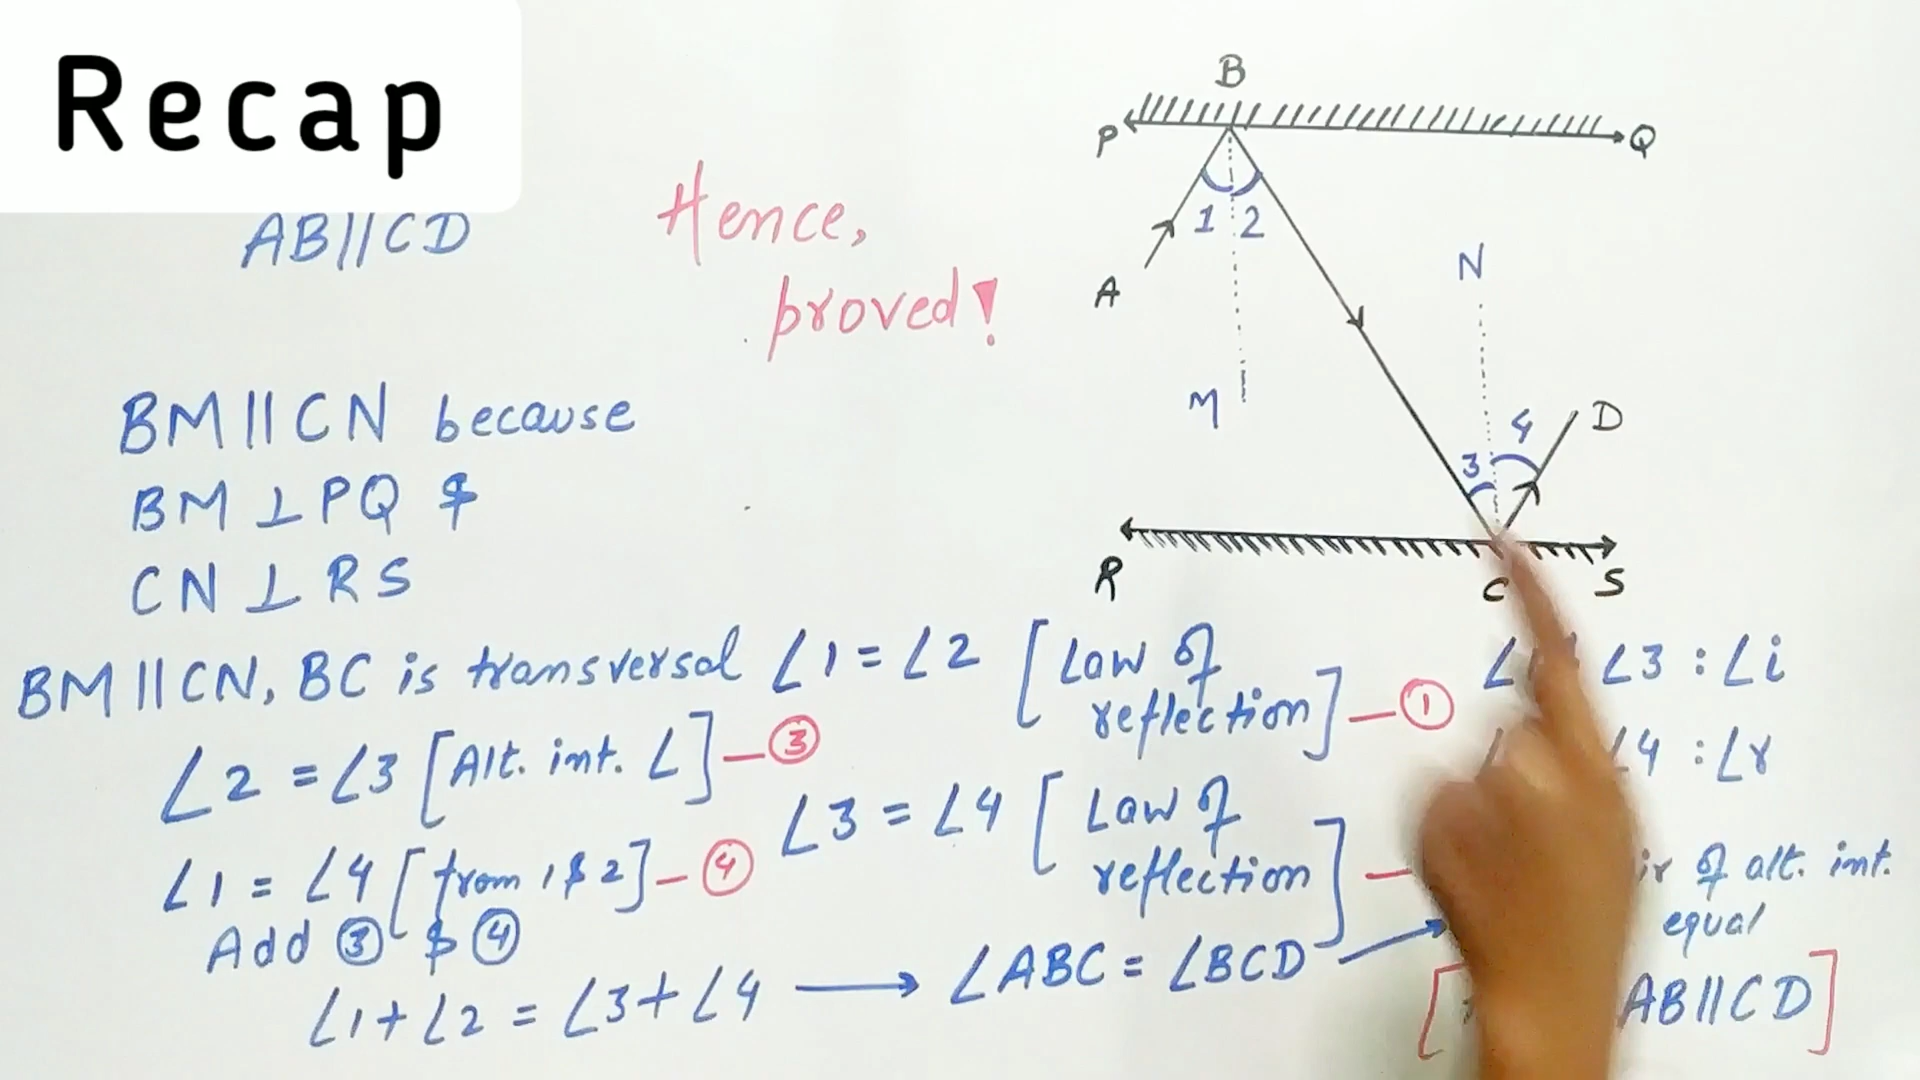 Recap
AB||CD
Hence,
proved!
BM||CN because
BM⊥PQ &
CN⊥RS
BM||CN, BC is transversal
∠2 = ∠3 [Alt. int. ∠] — ③
∠1 = ∠4 [from 1 & 2] — ④
Add ③ & ④
∠1+∠2 = ∠3+∠4 → ∠ABC = ∠BCD →
∠1 = ∠2 [Law of
reflection] — ①
∠3 = ∠4 [Law of
reflection] —
B
P
Q
1 2
A
N
M
4
D
3
R
C
S
∠3 : ∠i
∠4 : ∠r
of alt. int.
equal
AB||CD]